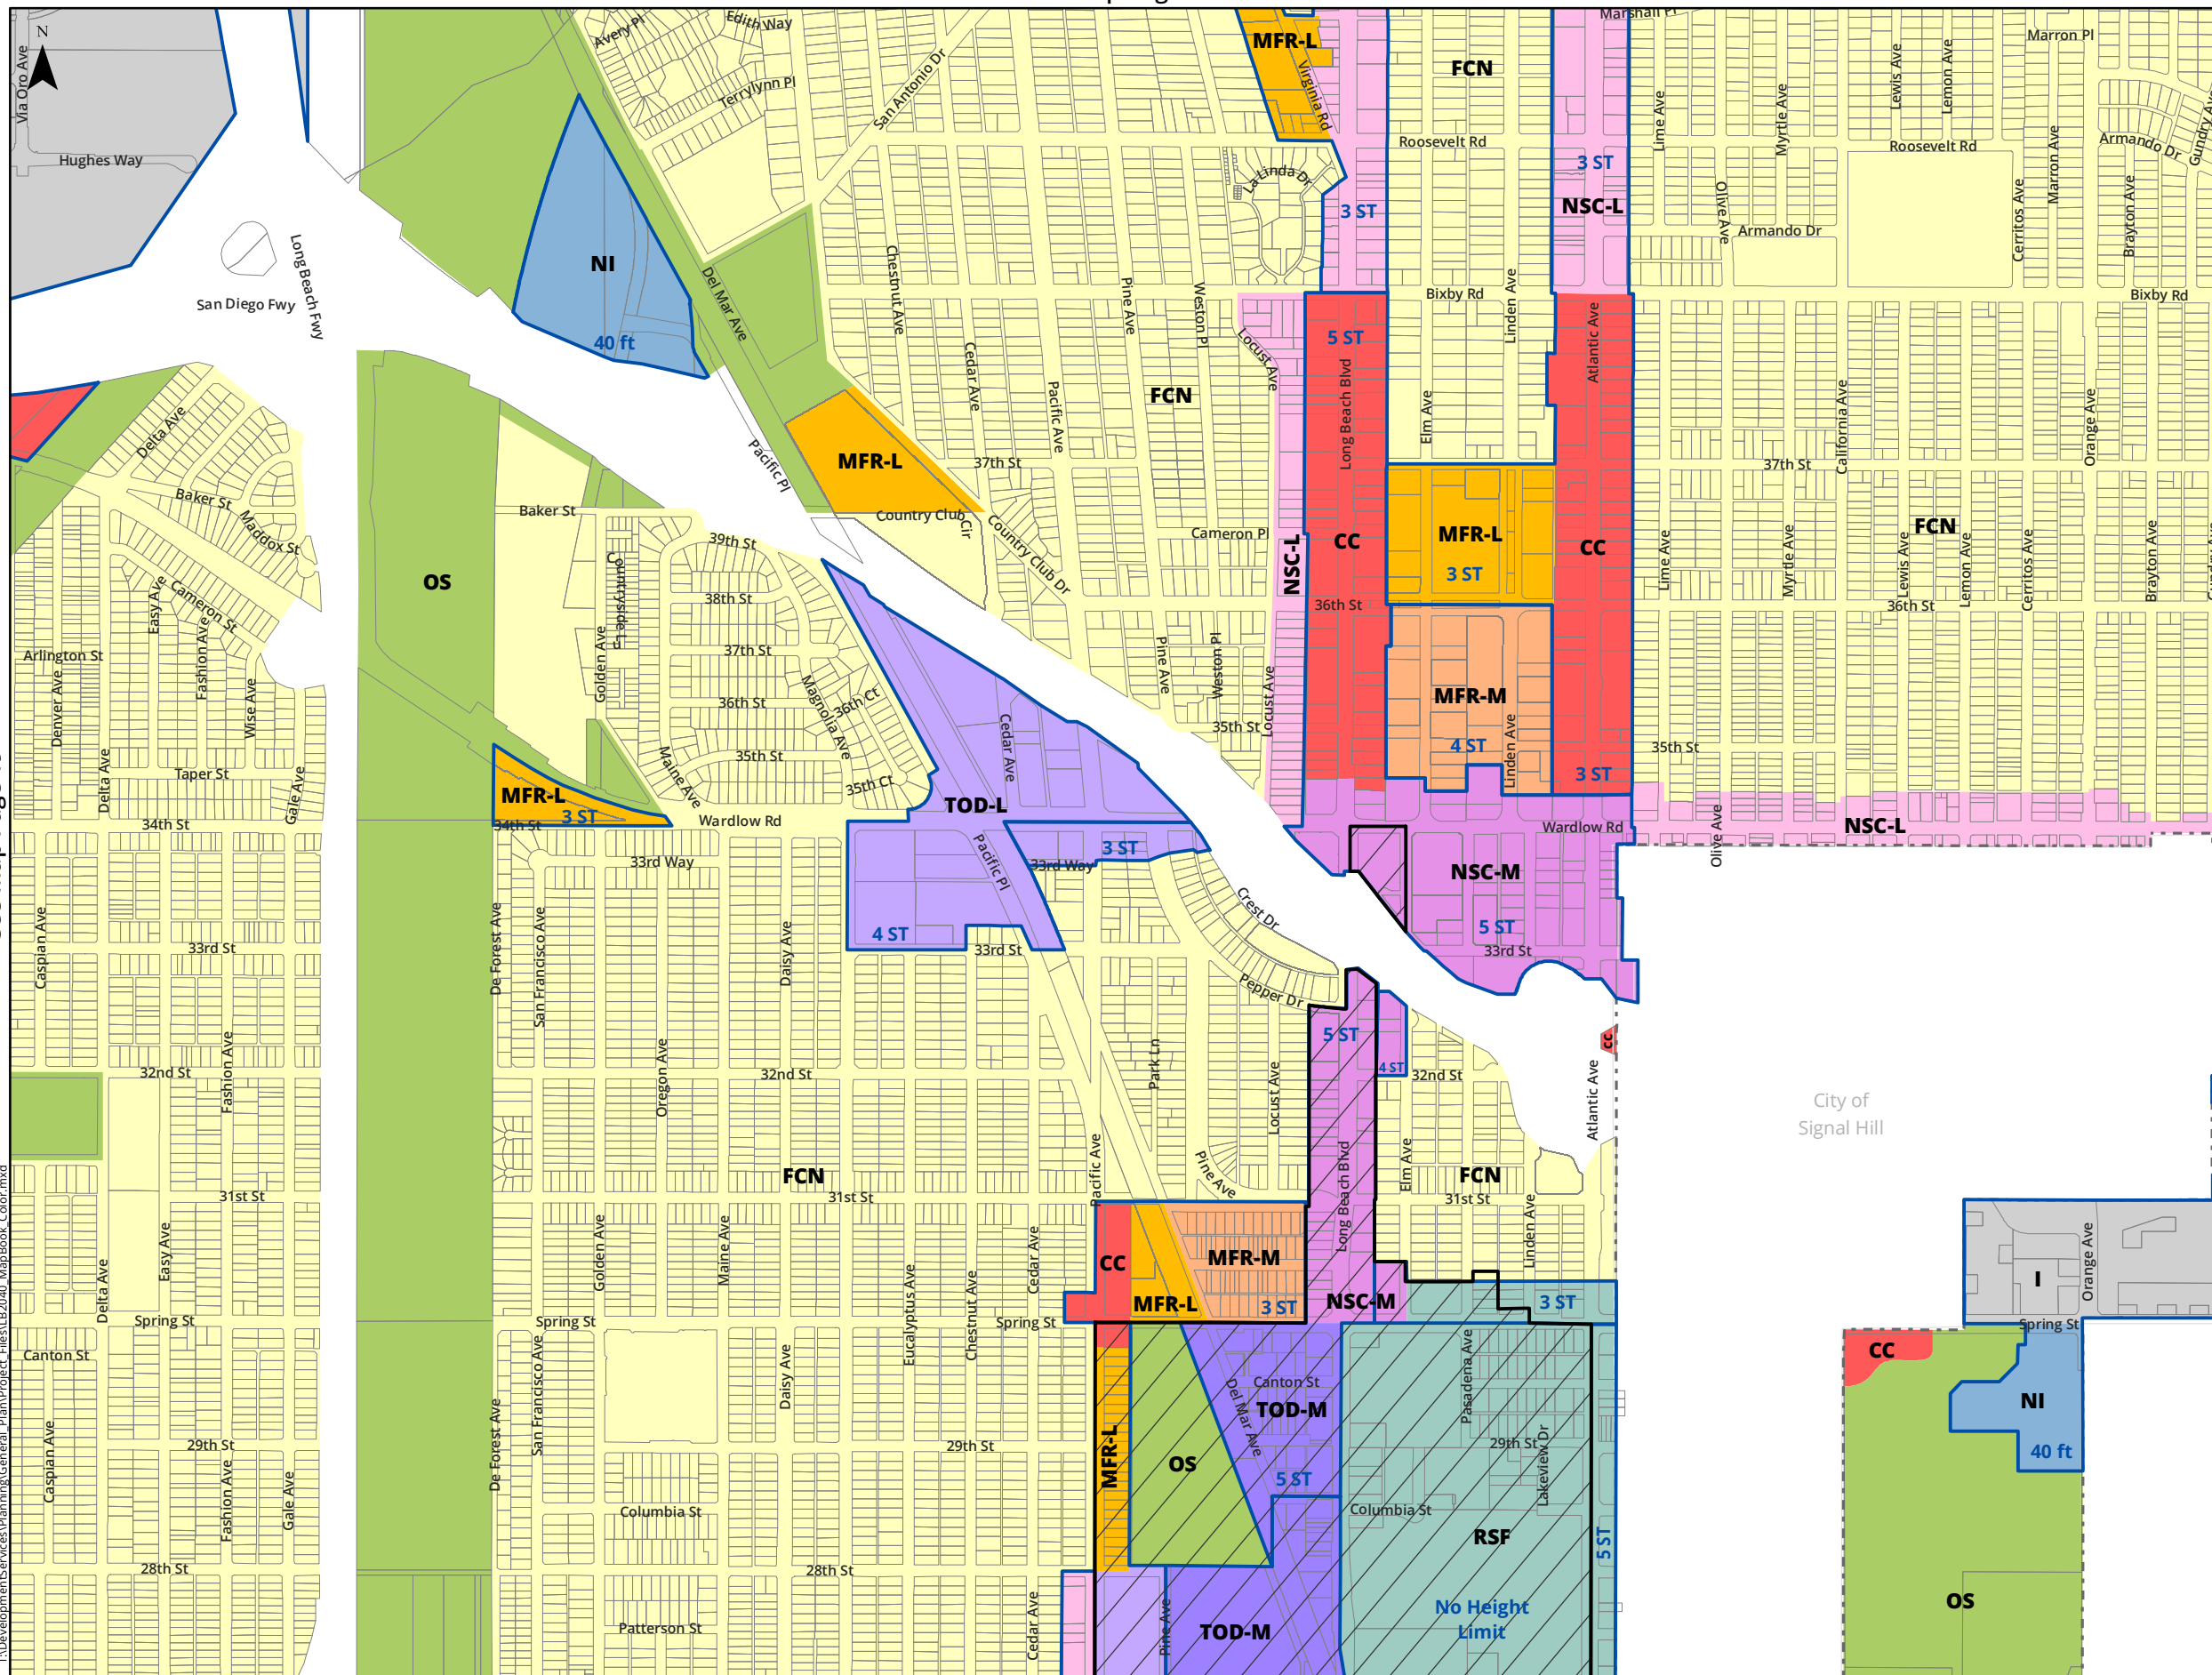 Edith Way
Avery Pl
Marshall Pl
N
MFR-L
FCN
Marron Pl
Via Oro Ave
Terrylynn Pl
San Antonio Dr
Virginia Rd
Lewis Ave
Lemon Ave
Lime Ave
Myrtle Ave
Roosevelt Rd
Roosevelt Rd
Armando Dr
Gundry Ave
Hughes Way
3 ST
Marron Ave
La Linda Dr
3 ST
NSC-L
Olive Ave
Cerritos Ave
Brayton Ave
Armando Dr
Long Beach Fwy
NI
Del Mar Ave
Chestnut Ave
Pine Ave
Weston Pl
Bixby Rd
Linden Ave
Bixby Rd
San Diego Fwy
40 ft
5 ST
Atlantic Ave
Locust Ave
Cedar Ave
Pacific Ave
FCN
Long Beach Blvd
Elm Ave
California Ave
Orange Ave
Delta Ave
MFR-L
Pacific Pl
37th St
37th St
Baker St
Baker St
Maddox St
Country Club
Cir
Country Club Dr
39th St
Cameron Pl
NSC-L
CC
MFR-L
3 ST
CC
FCN
Lime Ave
Myrtle Ave
Lewis Ave
Lemon Ave
Cerritos Ave
Brayton Ave
OS
Countryside Ln
Easy Ave
Cameron St
38th St
36th St
36th St
Fashion Ave
Arlington St
Golden Ave
37th St
Pine Ave
Weston Pl
Locust Ave
Denver Ave
Wise Ave
36th St
Magnolia Ave
36th Ct
MFR-M
4 ST
Linden Ave
35th St
35th St
35th St
Cedar Ave
Maine Ave
35th Ct
Taper St
Delta Ave
Gale Ave
MFR-L
3 ST
3 ST
TOD-L
34th St
34th St
Wardlow Rd
Wardlow Rd
Olive Ave
NSC-L
33rd Way
Pacific Pl
3 ST
33rd Way
NSC-M
5 ST
Crest Dr
Caspian Ave
33rd St
De Forest Ave
San Francisco Ave
Daisy Ave
4 ST
33rd St
33rd St
Pepper Dr
5 ST
4 ST
CC
32nd St
Fashion Ave
Oregon Ave
32nd St
Park Ln
Locust Ave
32nd St
Atlantic Ave
City of
Signal Hill
Pacific Ave
Pine Ave
Long Beach Blvd
Elm Ave
FCN
FCN
31st St
31st St
31st St
Easy Ave
Delta Ave
Golden Ave
Maine Ave
Eucalyptus Ave
Chestnut Ave
Cedar Ave
CC
MFR-M
MFR-L
3 ST
NSC-M
Linden Ave
3 ST
I
Orange Ave
Spring St
Spring St
Spring St
Spring St
Canton St
San Francisco Ave
Daisy Ave
Canton St
Pasadena Ave
CC
Del Mar Ave
TOD-M
NI
Caspian Ave
29th St
De Forest Ave
29th St
MFR-L
OS
5 ST
29th St
Lakeview Dr
40 ft
Fashion Ave
Gale Ave
Columbia St
Columbia St
RSF
5 ST
28th St
28th St
OS
No Height
Limit
Patterson St
Cedar Ave
Pine Ave
TOD-M